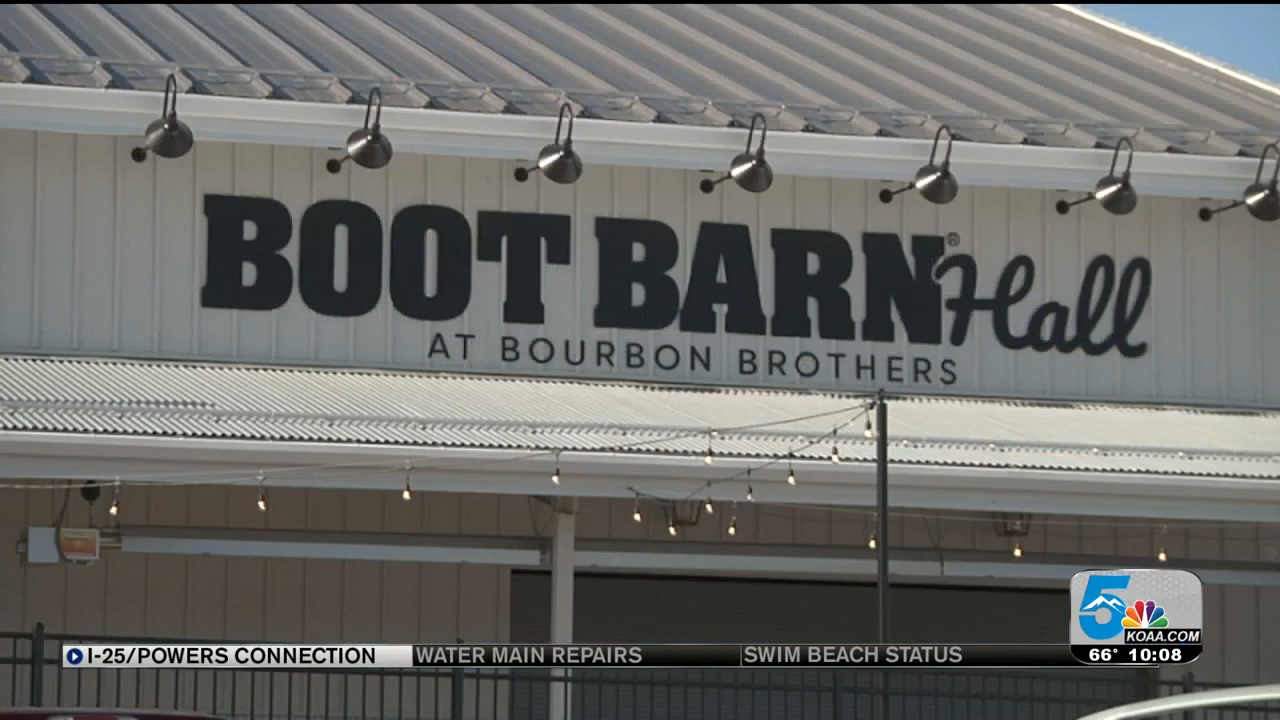 BOOT BARN® Hall
AT BOURBON BROTHERS
5
KOAA.COM
66° 10:08
I-25/POWERS CONNECTION WATER MAIN REPAIRS SWIM BEACH STATUS